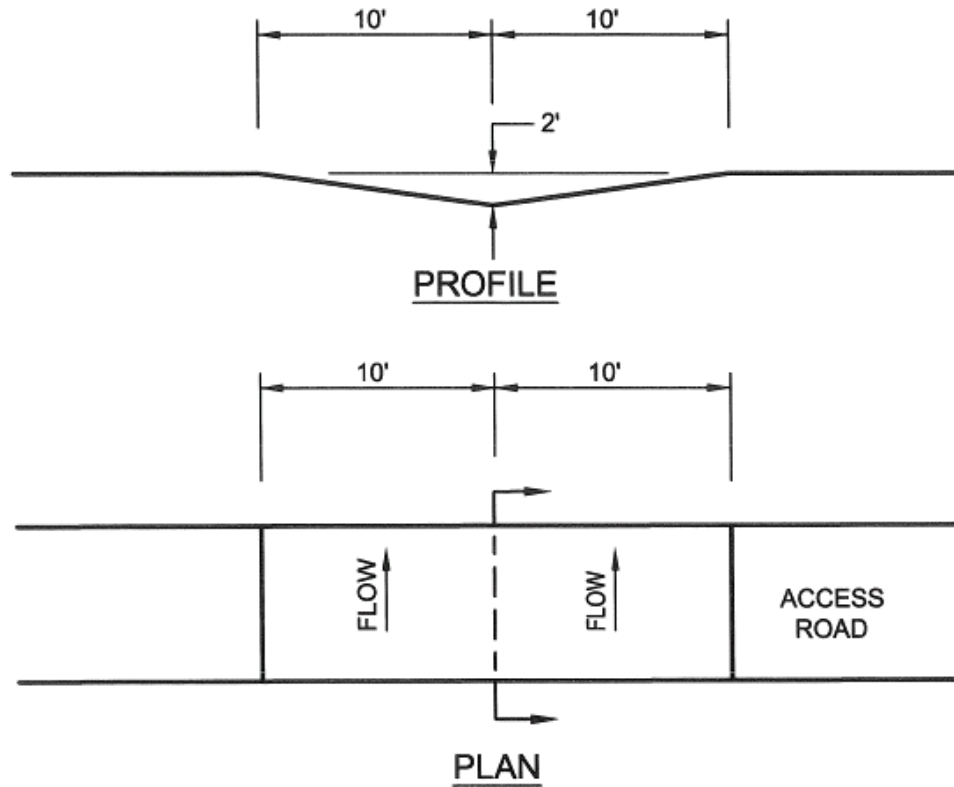 10' 10'
2'
PROFILE
10' 10'
FLOW FLOW
ACCESS
ROAD
PLAN